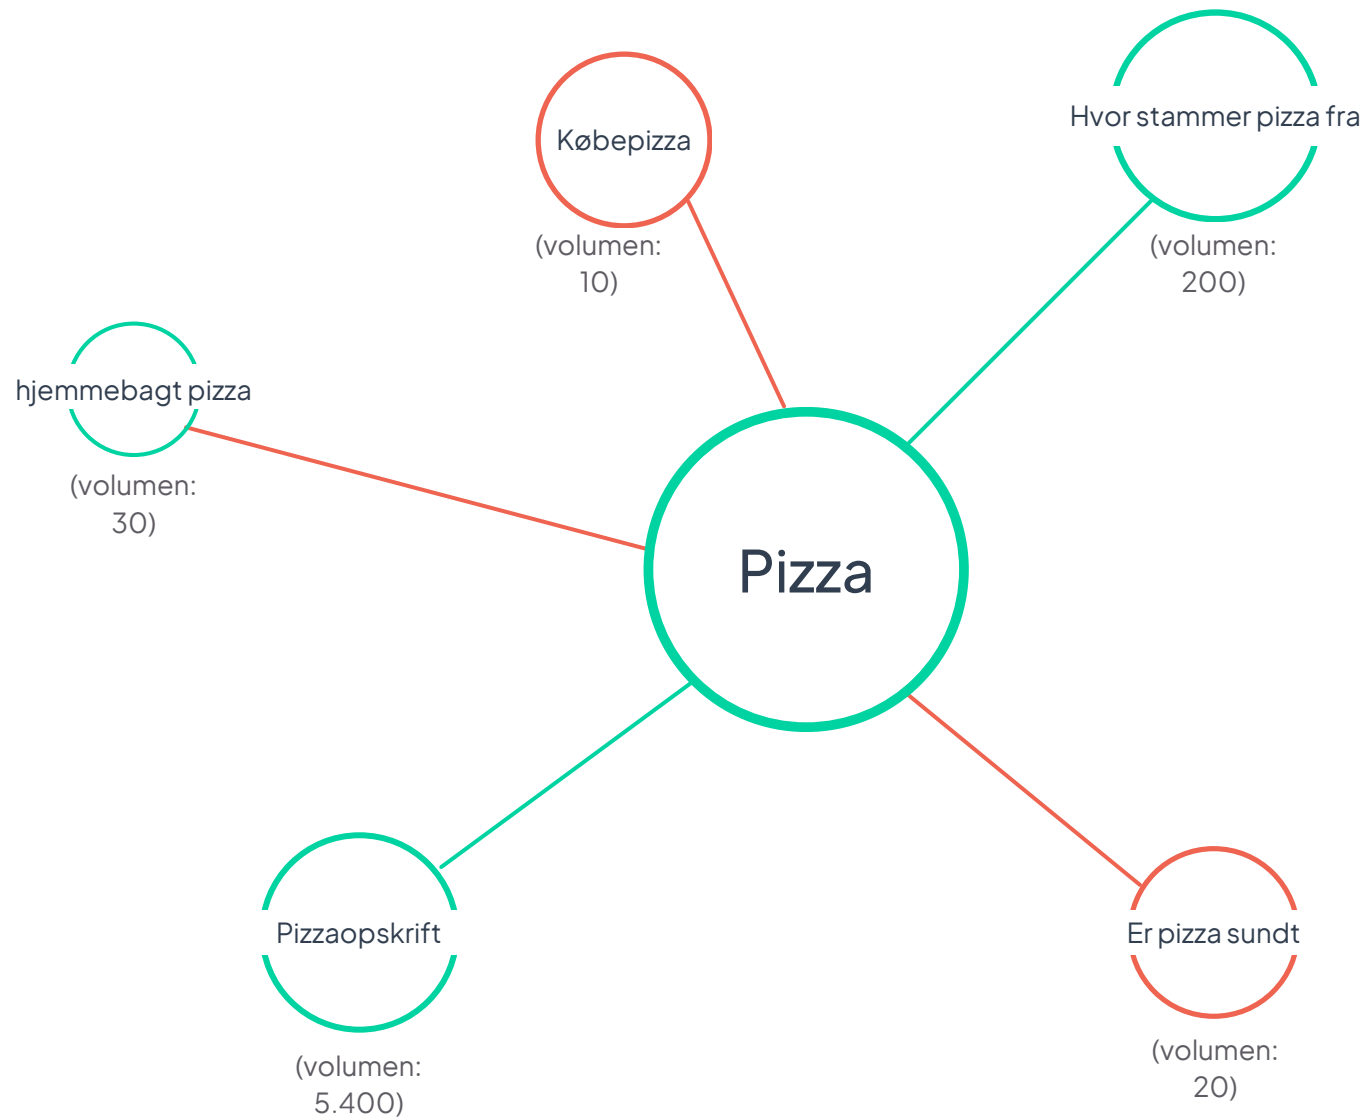 Hvor stammer pizza fra
(volumen:
200)
Købepizza
(volumen:
10)
hjemmebagt pizza
(volumen:
30)
Pizza
Pizzaopskrift
(volumen:
5.400)
Er pizza sundt
(volumen:
20)